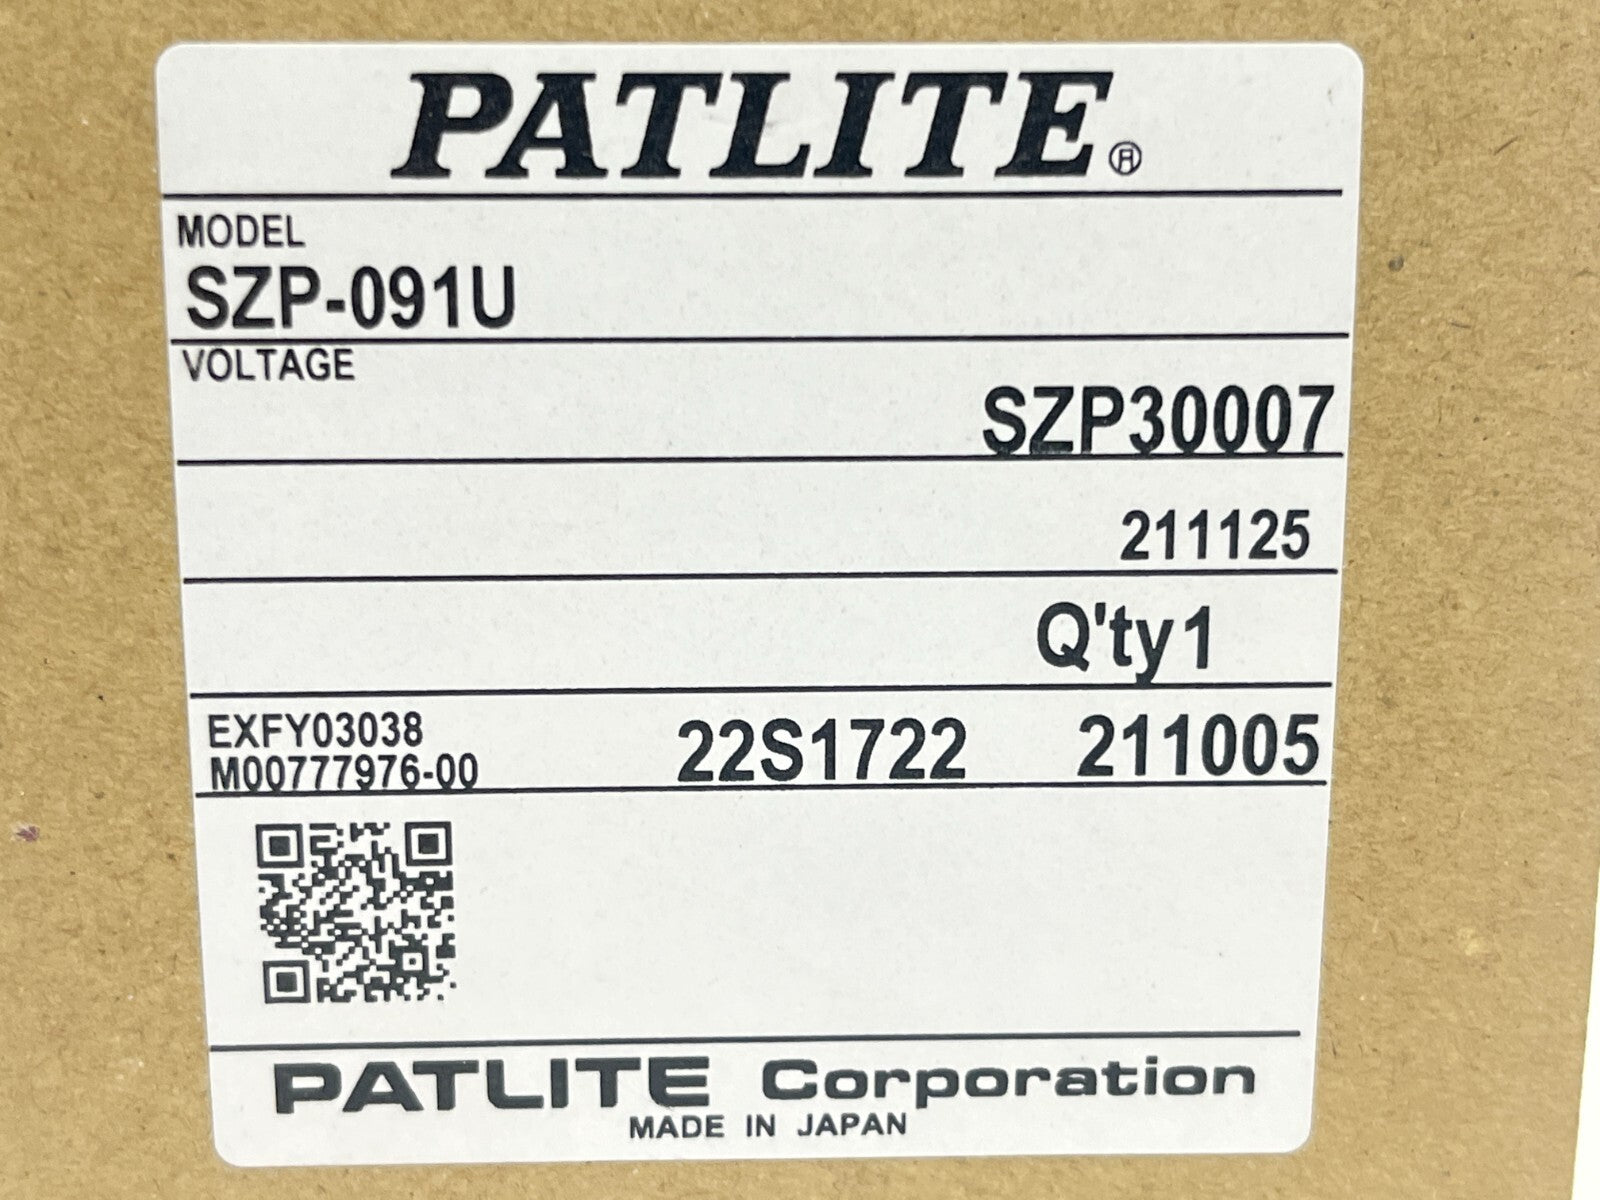 PATLITE®
MODEL
SZP-091U
VOLTAGE
SZP30007
211125
Q'ty1
EXFY03038
M00777976-00
22S1722
211005
PATLITE Corporation
MADE IN JAPAN